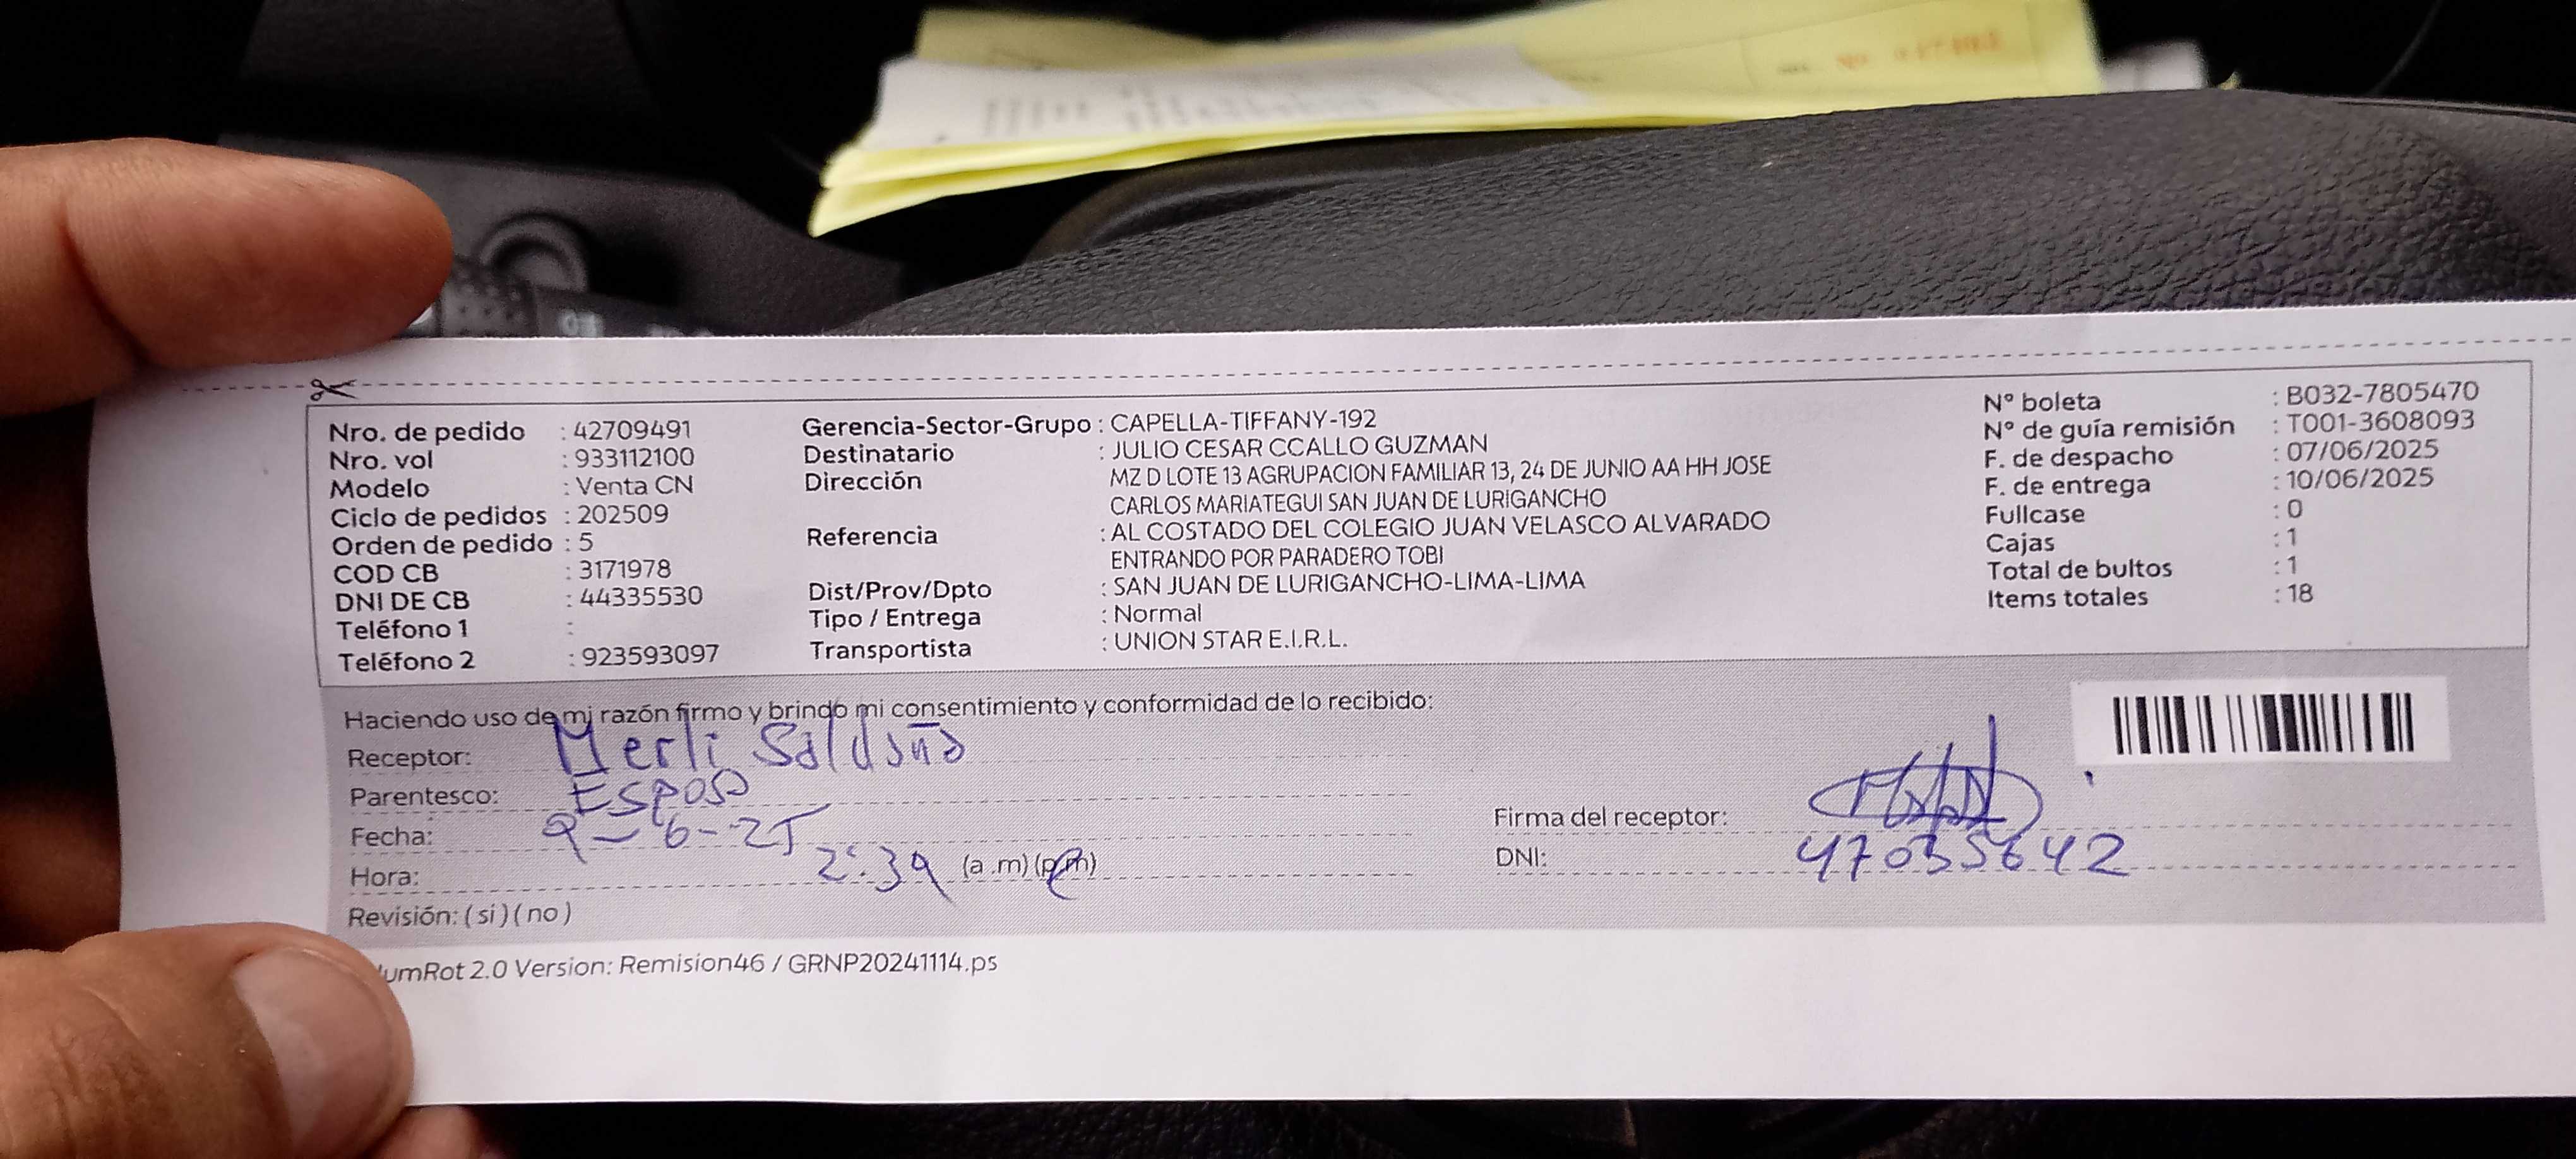 Nro. de pedido : 42709491
Nro. vol : 933112100
Modelo : Venta CN
Ciclo de pedidos : 202509
Orden de pedido : 5
COD CB : 3171978
DNI DE CB : 44335530
Teléfono 1 :
Teléfono 2 : 923593097
Gerencia-Sector-Grupo : CAPELLA-TIFFANY-192
Destinatario : JULIO CESAR CCALLO GUZMAN
Dirección MZ D LOTE 13 AGRUPACION FAMILIAR 13, 24 DE JUNIO AA HH JOSE
CARLOS MARIATEGUI SAN JUAN DE LURIGANCHO
Referencia : AL COSTADO DEL COLEGIO JUAN VELASCO ALVARADO
ENTRANDO POR PARADERO TOBI
Dist/Prov/Dpto : SAN JUAN DE LURIGANCHO-LIMA-LIMA
Tipo / Entrega : Normal
Transportista : UNION STAR E.I.R.L.
Nº boleta : B032-7805470
Nº de guía remisión : T001-3608093
F. de despacho : 07/06/2025
F. de entrega : 10/06/2025
Fullcase : 0
Cajas : 1
Total de bultos : 1
Items totales : 18
Haciendo uso de mi razón firmo y brindo mi consentimiento y conformidad de lo recibido:
Receptor: Merli Saldaña
Parentesco: Esposo
Fecha: 9-6-25
Hora: 2:39 (a.m)(p.m)
Revisión: (si)(no)
Firma del receptor:
DNI: 47035642
umRot 2.0 Version: Remision46 / GRNP20241114.ps